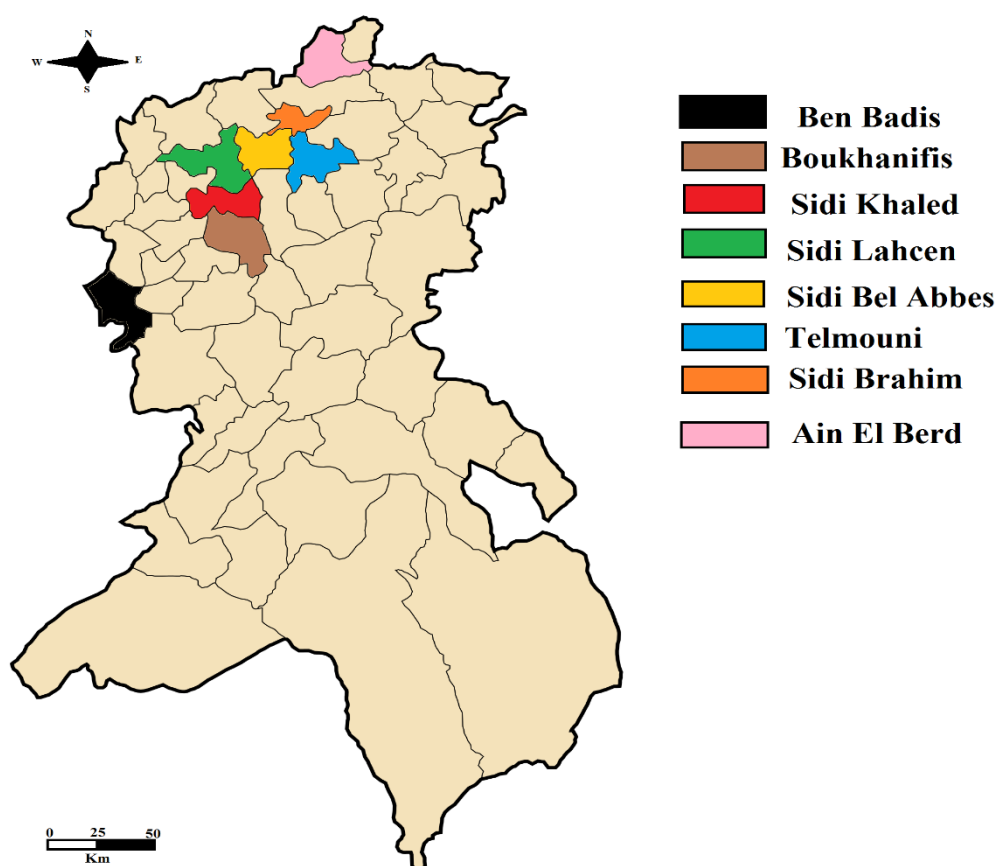 N
W E
S
Ben Badis
Boukhanifis
Sidi Khaled
Sidi Lahcen
Sidi Bel Abbes
Telmouni
Sidi Brahim
Ain El Berd
0 25 50
Km